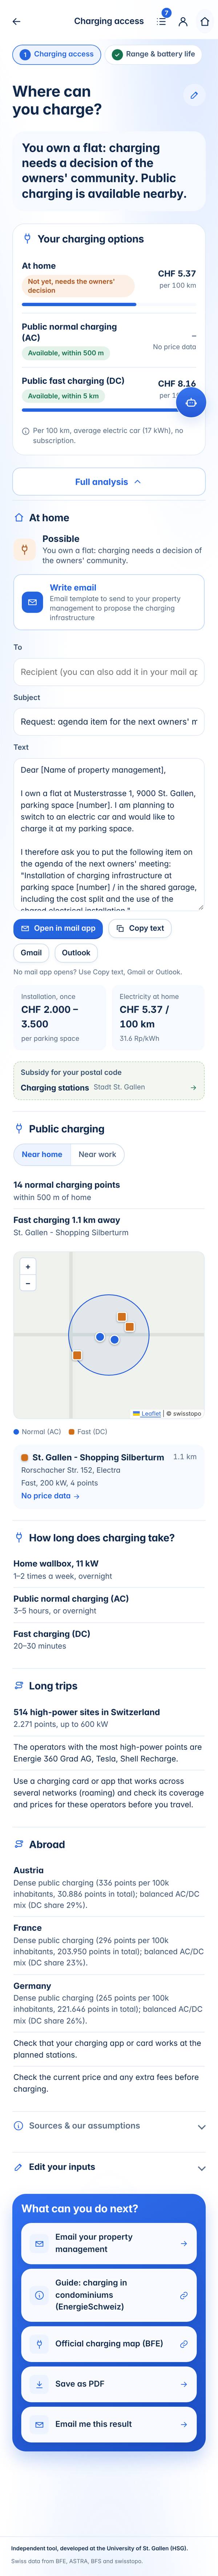 Charging access
7
1 Charging access
Range & battery life
Where can
you charge?
You own a flat: charging
needs a decision of the
owners' community. Public
charging is available nearby.
Your charging options
At home
Not yet, needs the owners'
decision
CHF 5.37
per 100 km
Public normal charging
(AC)
Available, within 500 m
–
No price data
Public fast charging (DC)
Available, within 5 km
CHF 8.16
Per 100 km, average electric car (17 kWh), no
subscription.
Full analysis
At home
Possible
You own a flat: charging needs a decision of
the owners' community.
Write email
Email template to send to your property
management to propose the charging
infrastructure
To
Recipient (you can also add it in your mail ap
Subject
Request: agenda item for the next owners' m
Text
Dear [Name of property management],
I own a flat at Musterstrasse 1, 9000 St. Gallen,
parking space [number]. I am planning to
switch to an electric car and would like to
charge it at my parking space.
I therefore ask you to put the following item on
the agenda of the next owners' meeting:
"Installation of charging infrastructure at
parking space [number] / in the shared garage,
including the cost split and the use of the
shared electrical installation."
Open in mail app
Copy text
Gmail
Outlook
No mail app opens? Use Copy text, Gmail or Outlook.
Installation, once
CHF 2.000 –
3.500
per parking space
Electricity at home
CHF 5.37 /
100 km
31.6 Rp/kWh
Subsidy for your postal code
Charging stations Stadt St. Gallen
Public charging
Near home
Near work
14 normal charging points
within 500 m of home
Fast charging 1.1 km away
St. Gallen - Shopping Silberturm
+
−
Leaflet | © swisstopo
Normal (AC)
Fast (DC)
St. Gallen - Shopping Silberturm
1.1 km
Rorschacher Str. 152, Electra
Fast, 200 kW, 4 points
No price data →
How long does charging take?
Home wallbox, 11 kW
1–2 times a week, overnight
Public normal charging (AC)
3–5 hours, or overnight
Fast charging (DC)
20–30 minutes
Long trips
514 high-power sites in Switzerland
2.271 points, up to 600 kW
The operators with the most high-power points are
Energie 360 Grad AG, Tesla, Shell Recharge.
Use a charging card or app that works across
several networks (roaming) and check its coverage
and prices for these operators before you travel.
Abroad
Austria
Dense public charging (336 points per 100k
inhabitants, 30.886 points in total); balanced AC/DC
mix (DC share 29%).
France
Dense public charging (296 points per 100k
inhabitants, 203.950 points in total); balanced AC/DC
mix (DC share 23%).
Germany
Dense public charging (265 points per 100k
inhabitants, 221.646 points in total); balanced AC/DC
mix (DC share 26%).
Check that your charging app or card works at the
planned stations.
Check the current price and any extra fees before
charging.
Sources & our assumptions
Edit your inputs
What can you do next?
Email your property
management
Guide: charging in
condominiums
(EnergieSchweiz)
Official charging map (BFE)
Save as PDF
Email me this result
Independent tool, developed at the University of St. Gallen (HSG).
Swiss data from BFE, ASTRA, BFS and swisstopo.